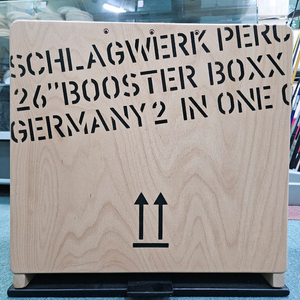 SCHLAGWERK PERC
26"BOOSTER BOXX
GERMANY 2 IN ONE C